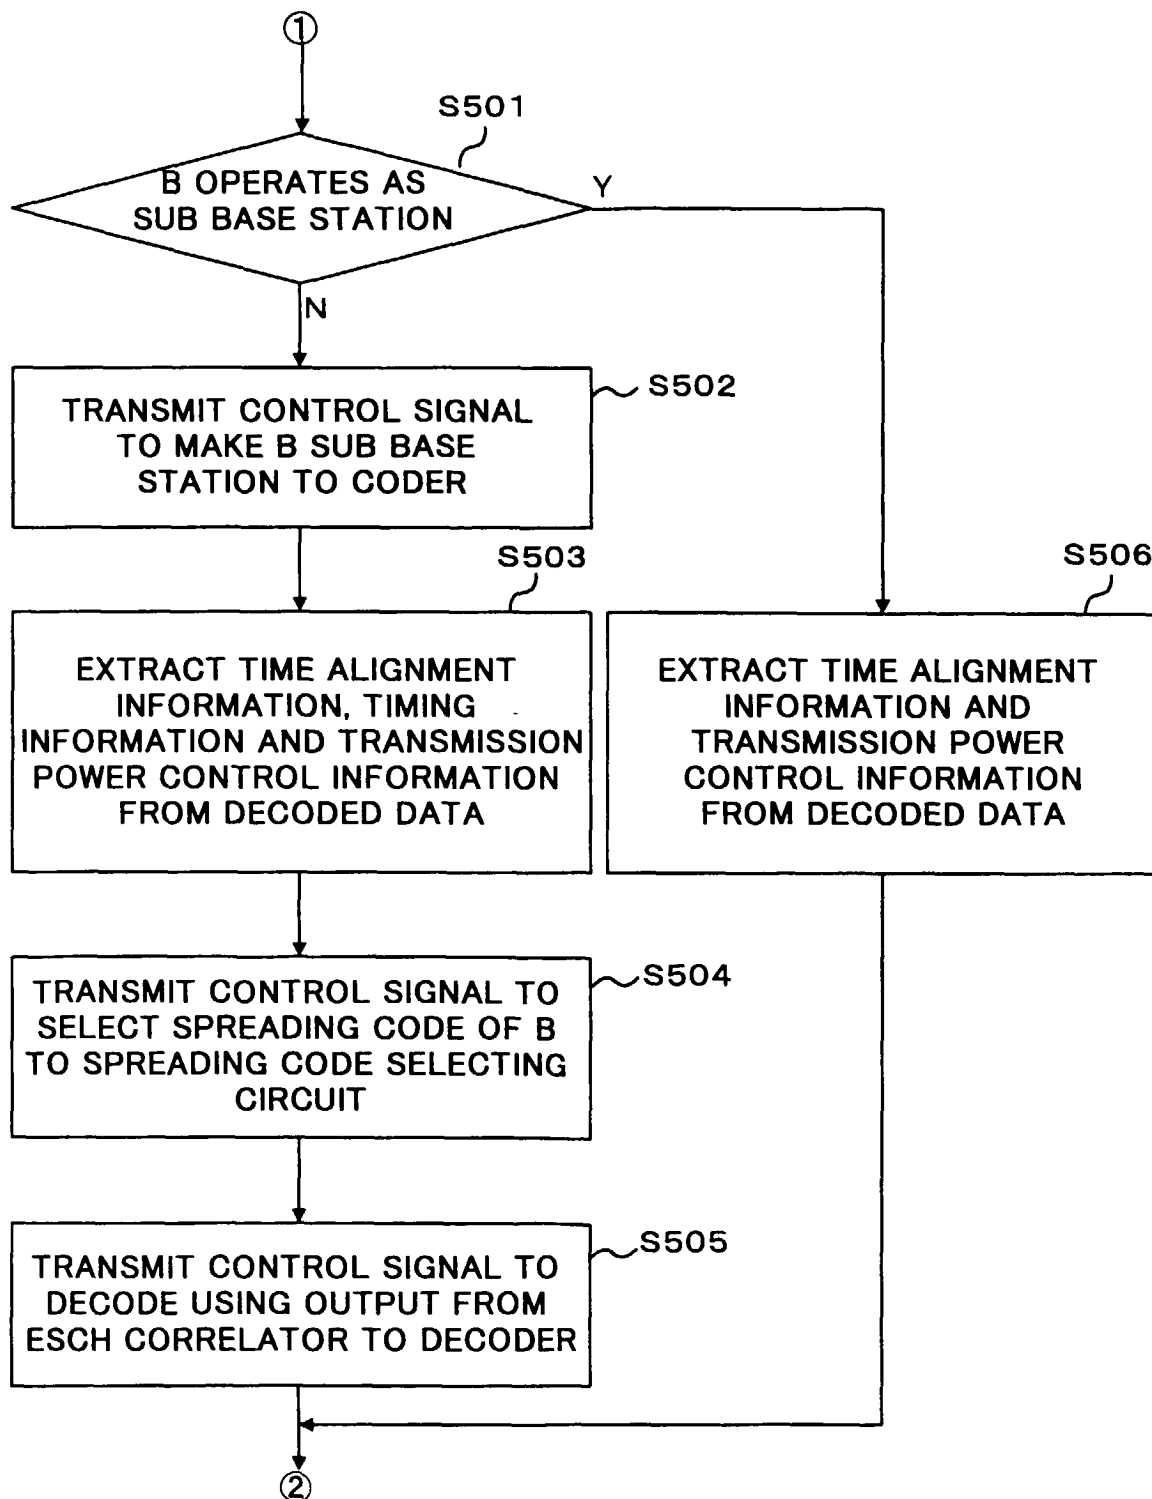 ①
S501
B OPERATES AS
SUB BASE STATION
Y
N
S502
TRANSMIT CONTROL SIGNAL
TO MAKE B SUB BASE
STATION TO CODER
S503
EXTRACT TIME ALIGNMENT
INFORMATION, TIMING
INFORMATION AND TRANSMISSION
POWER CONTROL INFORMATION
FROM DECODED DATA
S506
EXTRACT TIME ALIGNMENT
INFORMATION AND
TRANSMISSION POWER
CONTROL INFORMATION
FROM DECODED DATA
S504
TRANSMIT CONTROL SIGNAL TO
SELECT SPREADING CODE OF B
TO SPREADING CODE SELECTING
CIRCUIT
S505
TRANSMIT CONTROL SIGNAL TO
DECODE USING OUTPUT FROM
ESCH CORRELATOR TO DECODER
②